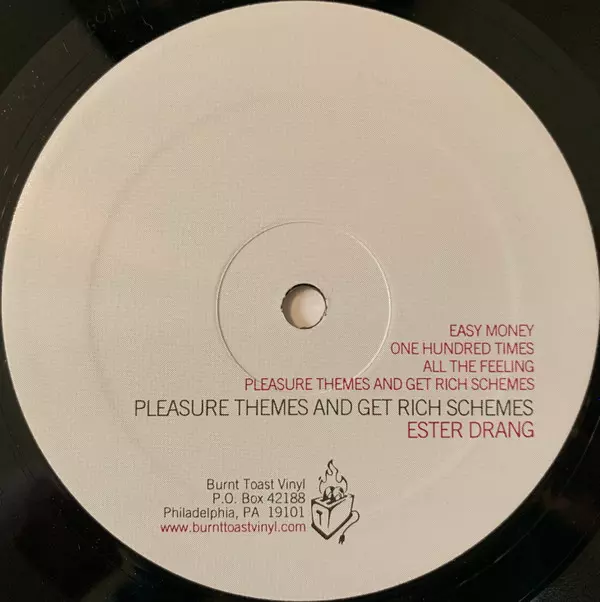 EASY MONEY
ONE HUNDRED TIMES
ALL THE FEELING
PLEASURE THEMES AND GET RICH SCHEMES
PLEASURE THEMES AND GET RICH SCHEMES
ESTER DRANG
Burnt Toast Vinyl
P.O. Box 42188
Philadelphia, PA 19101
www.burnttoastvinyl.com